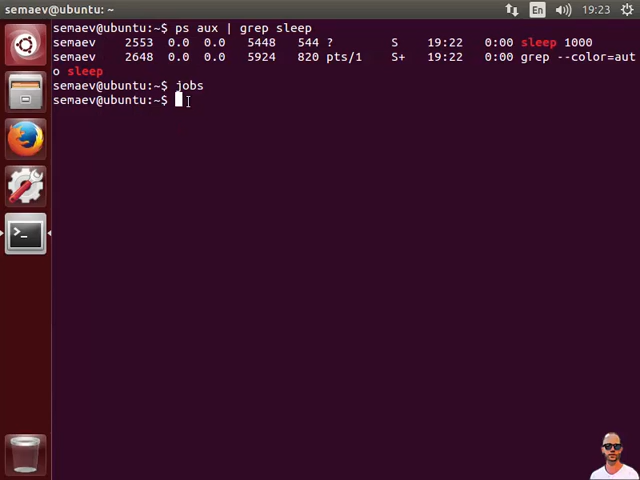 semaev@ubuntu: ~
En
19:23
semaev@ubuntu:~$ ps aux | grep sleep
semaev 2553 0.0 0.0 5448 544 ? S 19:22 0:00 sleep 1000
semaev 2648 0.0 0.0 5924 820 pts/1 S+ 19:22 0:00 grep --color=aut
o sleep
semaev@ubuntu:~$ jobs
semaev@ubuntu:~$
>_